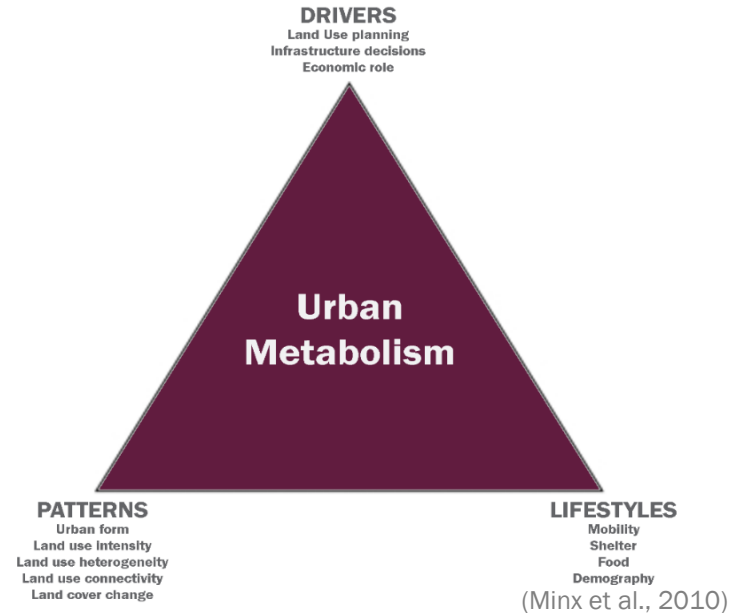 DRIVERS
Land Use planning
Infrastructure decisions
Economic role
Urban
Metabolism
PATTERNS
Urban form
Land use intensity
Land use heterogeneity
Land use connectivity
Land cover change
LIFESTYLES
Mobility
Shelter
Food
Demography
(Minx et al., 2010)